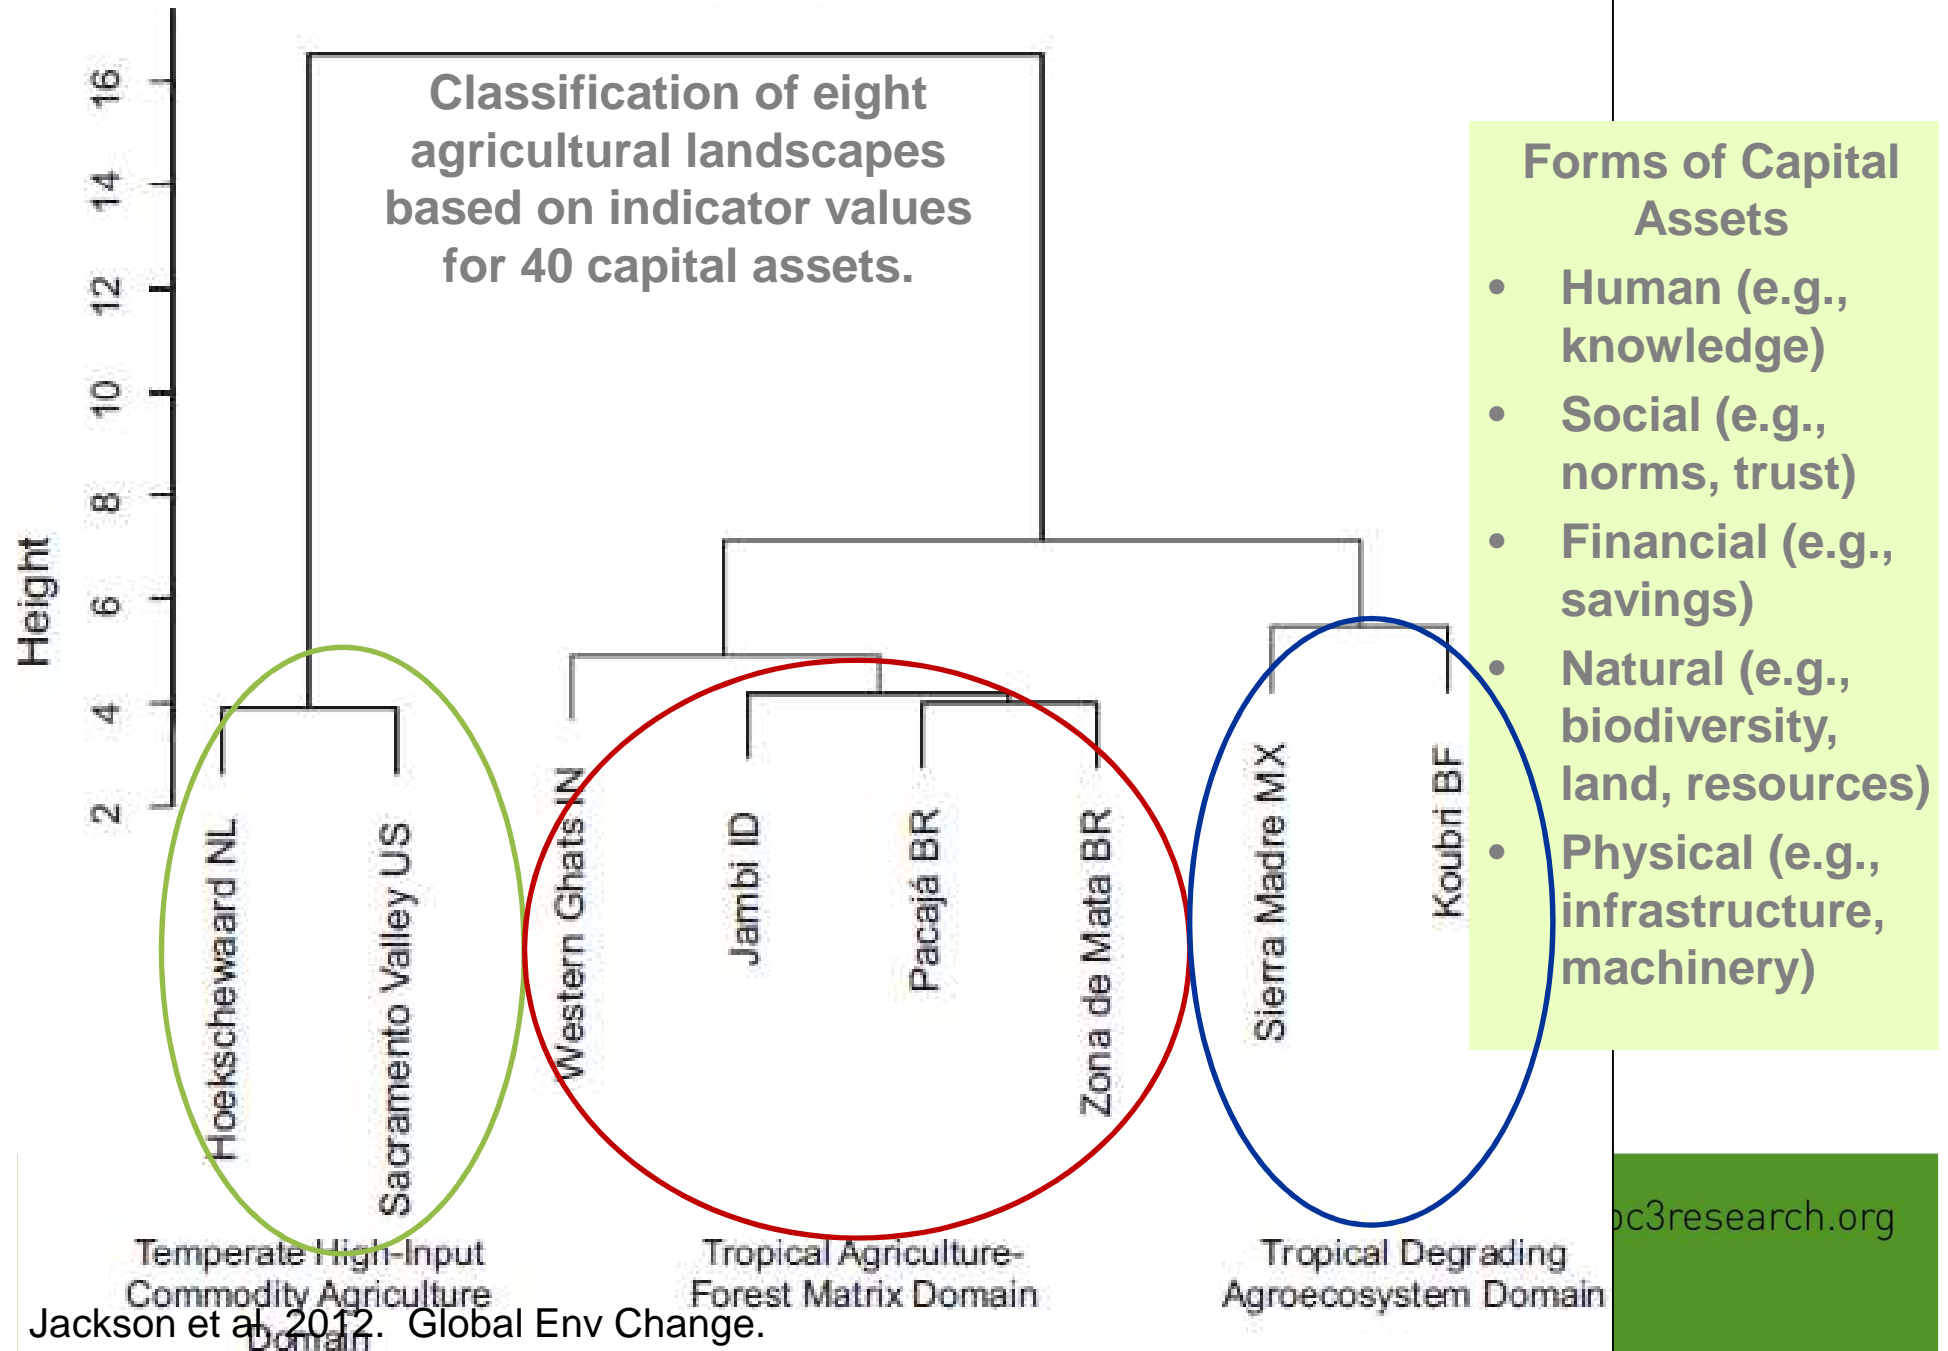 Classification of eight
agricultural landscapes
based on indicator values
for 40 capital assets.
Height
16
14
12
10
8
6
4
2
Hoekschewaard NL
Sacramento Valley US
Western Ghats IN
Jambi ID
Pacajá BR
Zona de Mata BR
Sierra Madre MX
Koubri BF
Temperate High-Input
Commodity Agriculture
Domain
Tropical Agriculture-
Forest Matrix Domain
Tropical Degrading
Agroecosystem Domain
Forms of Capital
Assets
• Human (e.g.,
knowledge)
• Social (e.g.,
norms, trust)
• Financial (e.g.,
savings)
• Natural (e.g.,
biodiversity,
land, resources)
• Physical (e.g.,
infrastructure,
machinery)
Jackson et al, 2012. Global Env Change.
bc3research.org